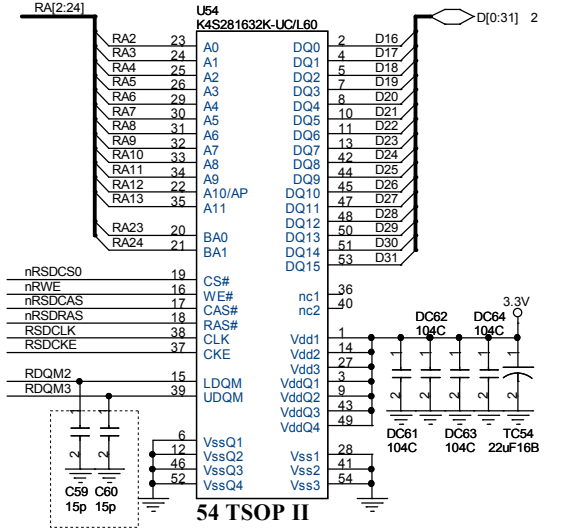 RA[2:24]
U54
K4S281632K-UC/L60
D[0:31] 2
RA2 23 A0 DQ0 2 D16
RA3 24 A1 DQ1 4 D17
RA4 25 A2 DQ2 5 D18
RA5 26 A3 DQ3 7 D19
RA6 29 A4 DQ4 8 D20
RA7 30 A5 DQ5 10 D21
RA8 31 A6 DQ6 11 D22
RA9 32 A7 DQ7 13 D23
RA10 33 A8 DQ8 42 D24
RA11 34 A9 DQ9 44 D25
RA12 22 A10/AP DQ10 45 D26
RA13 35 A11 DQ11 47 D27
DQ12 48 D28
RA23 20 BA0 DQ13 50 D29
RA24 21 BA1 DQ14 51 D30
DQ15 53 D31
nRSDCS0 19 CS#
nRWE 16 WE# nc1 36
nRSDCAS 17 CAS# nc2 40
nRSDRAS 18 RAS#
RSDCLK 38 CLK Vdd1 1
RSDCKE 37 CKE Vdd2 14
Vdd3 27
RDQM2 15 LDQM VddQ1 3
RDQM3 39 UDQM VddQ2 9
VddQ3 43
VddQ4 49
6 VssQ1
12 VssQ2 Vss1 28
46 VssQ3 Vss2 41
52 VssQ4 Vss3 54
54 TSOP II
3.3V
DC62 DC64
104C 104C
1 1 1 1 1
2 2 2 2 2
DC61 DC63 TC54
104C 104C 22uF16B
1 1
2 2
C59 C60
15p 15p